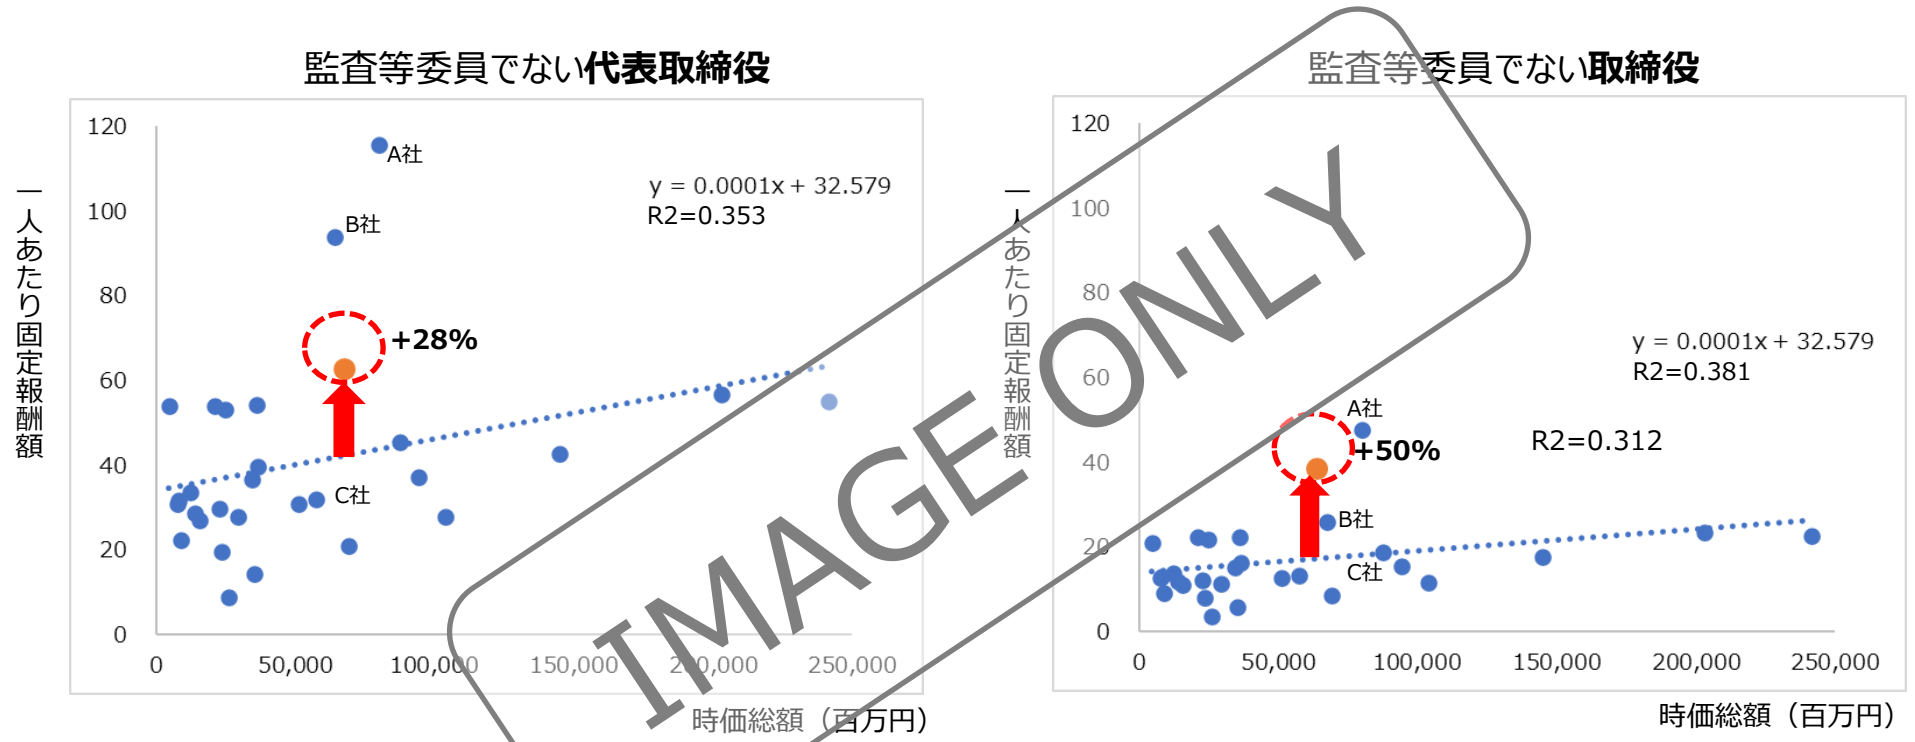 監査等委員でない代表取締役
一人あたり固定報酬額
120
100
80
60
40
20
0
A社
B社
+28%
C社
y = 0.0001x + 32.579
R2=0.353
0
50,000
100,000
150,000
200,000
250,000
時価総額（百万円）
監査等委員でない取締役
一人あたり固定報酬額
120
100
80
60
40
20
0
y = 0.0001x + 32.579
R2=0.381
A社
+50%
R2=0.312
B社
C社
0
50,000
100,000
150,000
200,000
250,000
時価総額（百万円）
IMAGE ONLY